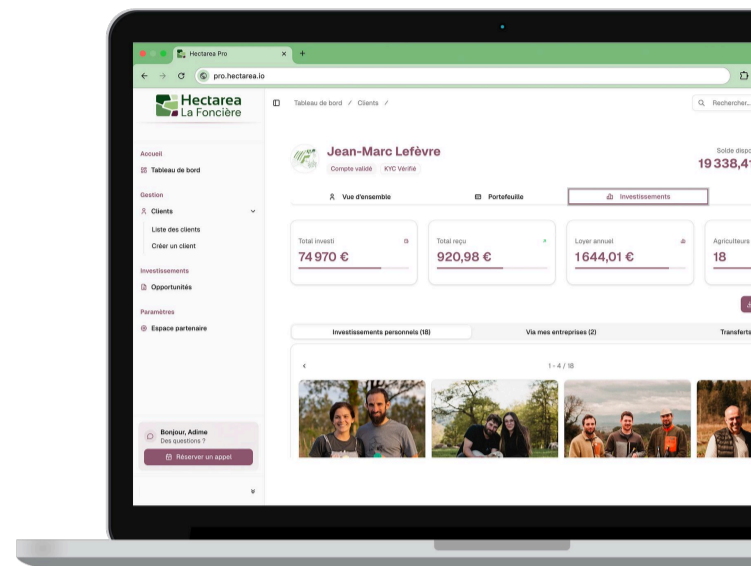 Hectarea Pro
pro.hectarea.io
Hectarea
La Foncière
Tableau de bord / Clients /
Rechercher...
Accueil
Tableau de bord
Gestion
Clients
Liste des clients
Créer un client
Investissements
Opportunités
Paramètres
Espace partenaire
Bonjour, Adime
Des questions ?
Réserver un appel
Jean-Marc Lefèvre
Compte validé
KYC Vérifié
Solde dispo
19 338,41
Vue d'ensemble
Portefeuille
Investissements
Total investi
74 970 €
Total reçu
920,98 €
Loyer annuel
1 644,01 €
Agriculteurs
18
Investissements personnels (18)
Via mes entreprises (2)
Transferts
1 - 4 / 18